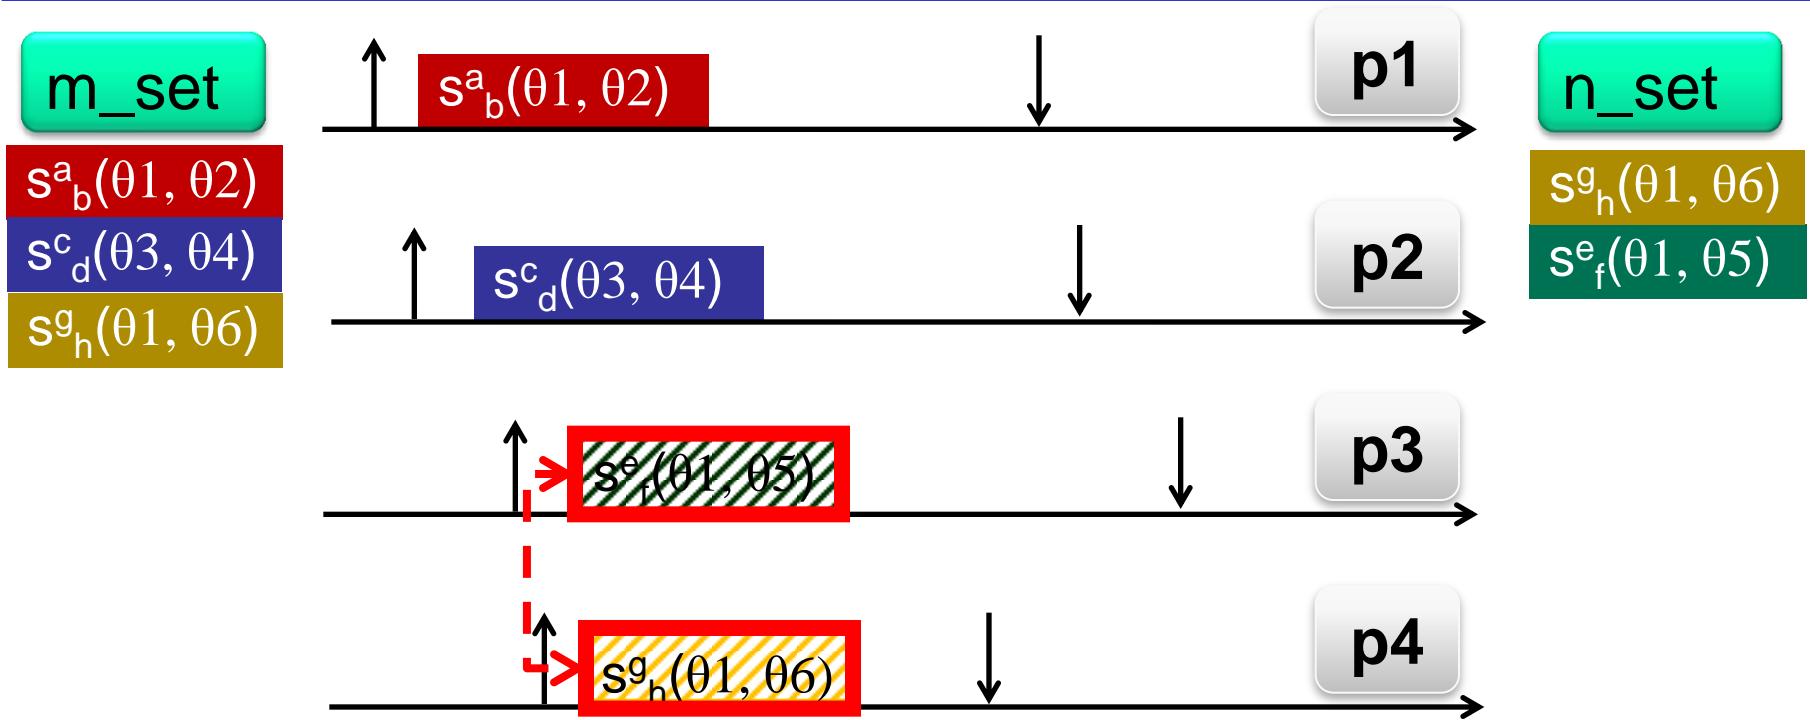 m_set
s^a_b(θ1, θ2)
s^c_d(θ3, θ4)
s^g_h(θ1, θ6)
s^a_b(θ1, θ2)
p1
s^c_d(θ3, θ4)
p2
s^e_f(θ1, θ5)
p3
s^g_h(θ1, θ6)
p4
n_set
s^g_h(θ1, θ6)
s^e_f(θ1, θ5)